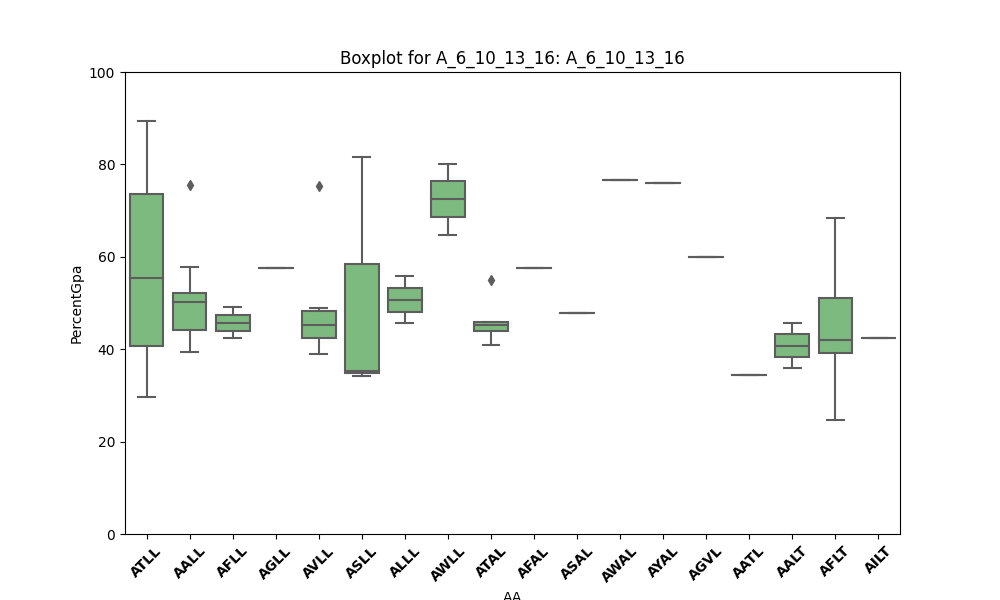 Boxplot for A_6_10_13_16: A_6_10_13_16
PercentGpa
100
80
60
40
20
0
ATLL AALL AFLL AGLL AVLL ASLL ALLL AWLL ATAL AFAL ASAL AWAL AYAL AGVL AATL AALT AFLT AILT
AA